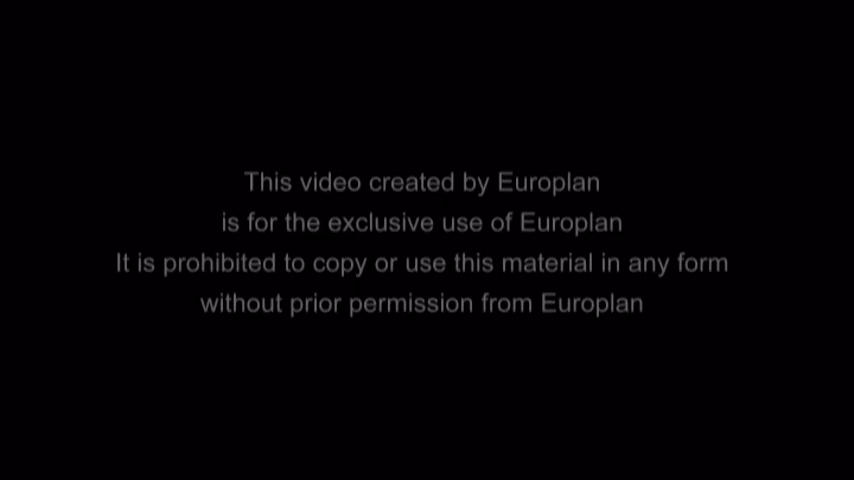 This video created by Europlan
is for the exclusive use of Europlan
It is prohibited to copy or use this material in any form
without prior permission from Europlan